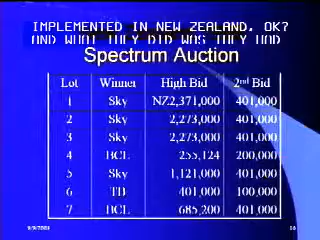 IMPLEMENTED IN NEW ZEALAND, OK?
AND WHAT THEY DID WAS THEY HAD
Spectrum Auction
Lot Winner High Bid 2nd Bid
1 Sky NZ2,371,000 401,000
2 Sky 2,273,000 401,000
3 Sky 2,273,000 401,000
4 BCL 255,124 200,000
5 Sky 1,121,000 401,000
6 TB 401,000 100,000
7 BCL 685,200 401,000
16